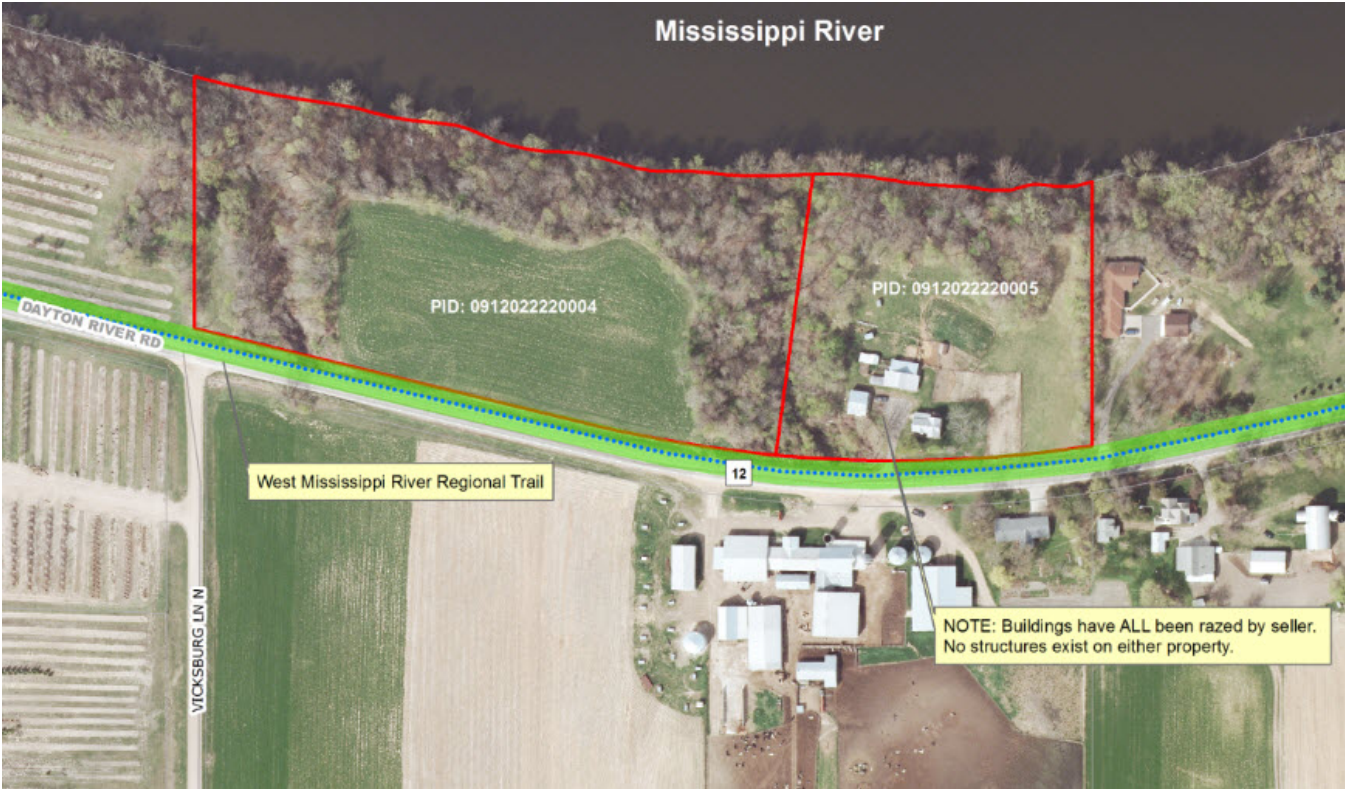 Mississippi River
PID: 0912022220004
PID: 0912022220005
DAYTON RIVER RD
12
West Mississippi River Regional Trail
VICKSBURG LN N
NOTE: Buildings have ALL been razed by seller.
No structures exist on either property.